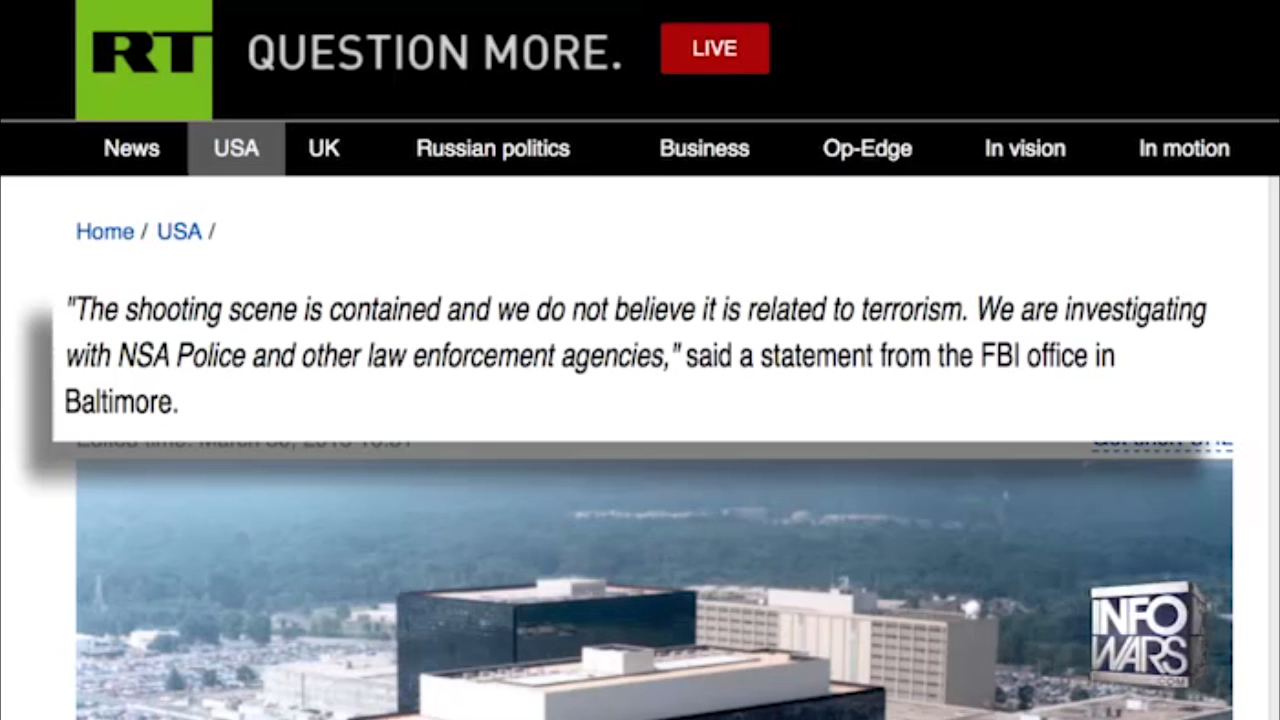 RT QUESTION MORE. LIVE
News USA UK Russian politics Business Op-Edge In vision In motion
Home / USA /
"The shooting scene is contained and we do not believe it is related to terrorism. We are investigating
with NSA Police and other law enforcement agencies," said a statement from the FBI office in
Baltimore.
INFO
WARS
.COM